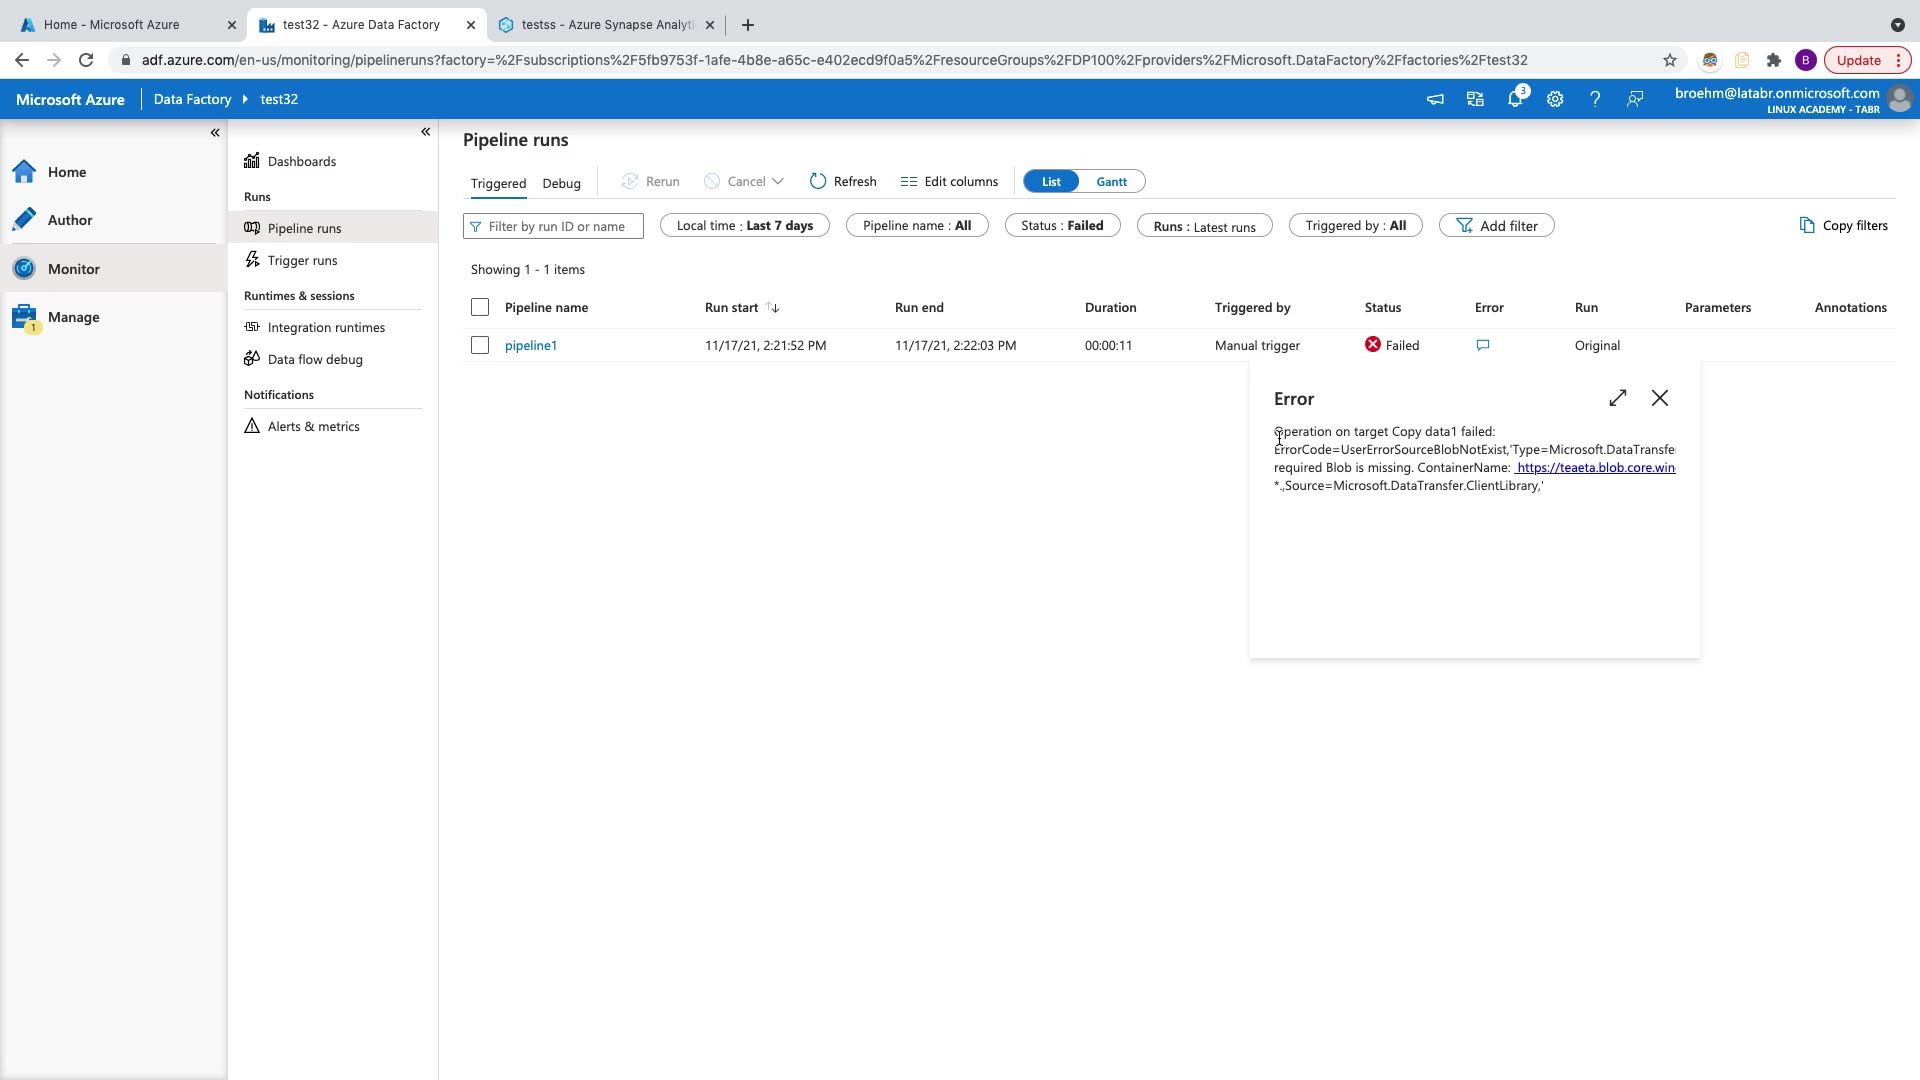 Home - Microsoft Azure
test32 - Azure Data Factory
testss - Azure Synapse Analyti
adf.azure.com/en-us/monitoring/pipelineruns?factory=%2Fsubscriptions%2F5fb9753f-1afe-4b8e-a65c-e402ecd9f0a5%2FresourceGroups%2FDP100%2Fproviders%2FMicrosoft.DataFactory%2Ffactories%2Ftest32
B
Update
Microsoft Azure
Data Factory
test32
3
broehm@latabr.onmicrosoft.com
LINUX ACADEMY - TABR
Home
Author
Monitor
Manage
1
Dashboards
Runs
Pipeline runs
Trigger runs
Runtimes & sessions
Integration runtimes
Data flow debug
Notifications
Alerts & metrics
Pipeline runs
Triggered Debug Rerun Cancel Refresh Edit columns List Gantt
Filter by run ID or name Local time : Last 7 days Pipeline name : All Status : Failed Runs : Latest runs Triggered by : All Add filter Copy filters
Showing 1 - 1 items
Pipeline name Run start Run end Duration Triggered by Status Error Run Parameters Annotations
pipeline1 11/17/21, 2:21:52 PM 11/17/21, 2:22:03 PM 00:00:11 Manual trigger Failed Original
Error
Operation on target Copy data1 failed:
ErrorCode=UserErrorSourceBlobNotExist,'Type=Microsoft.DataTransfe
required Blob is missing. ContainerName: https://teaeta.blob.core.win
*.,Source=Microsoft.DataTransfer.ClientLibrary,'